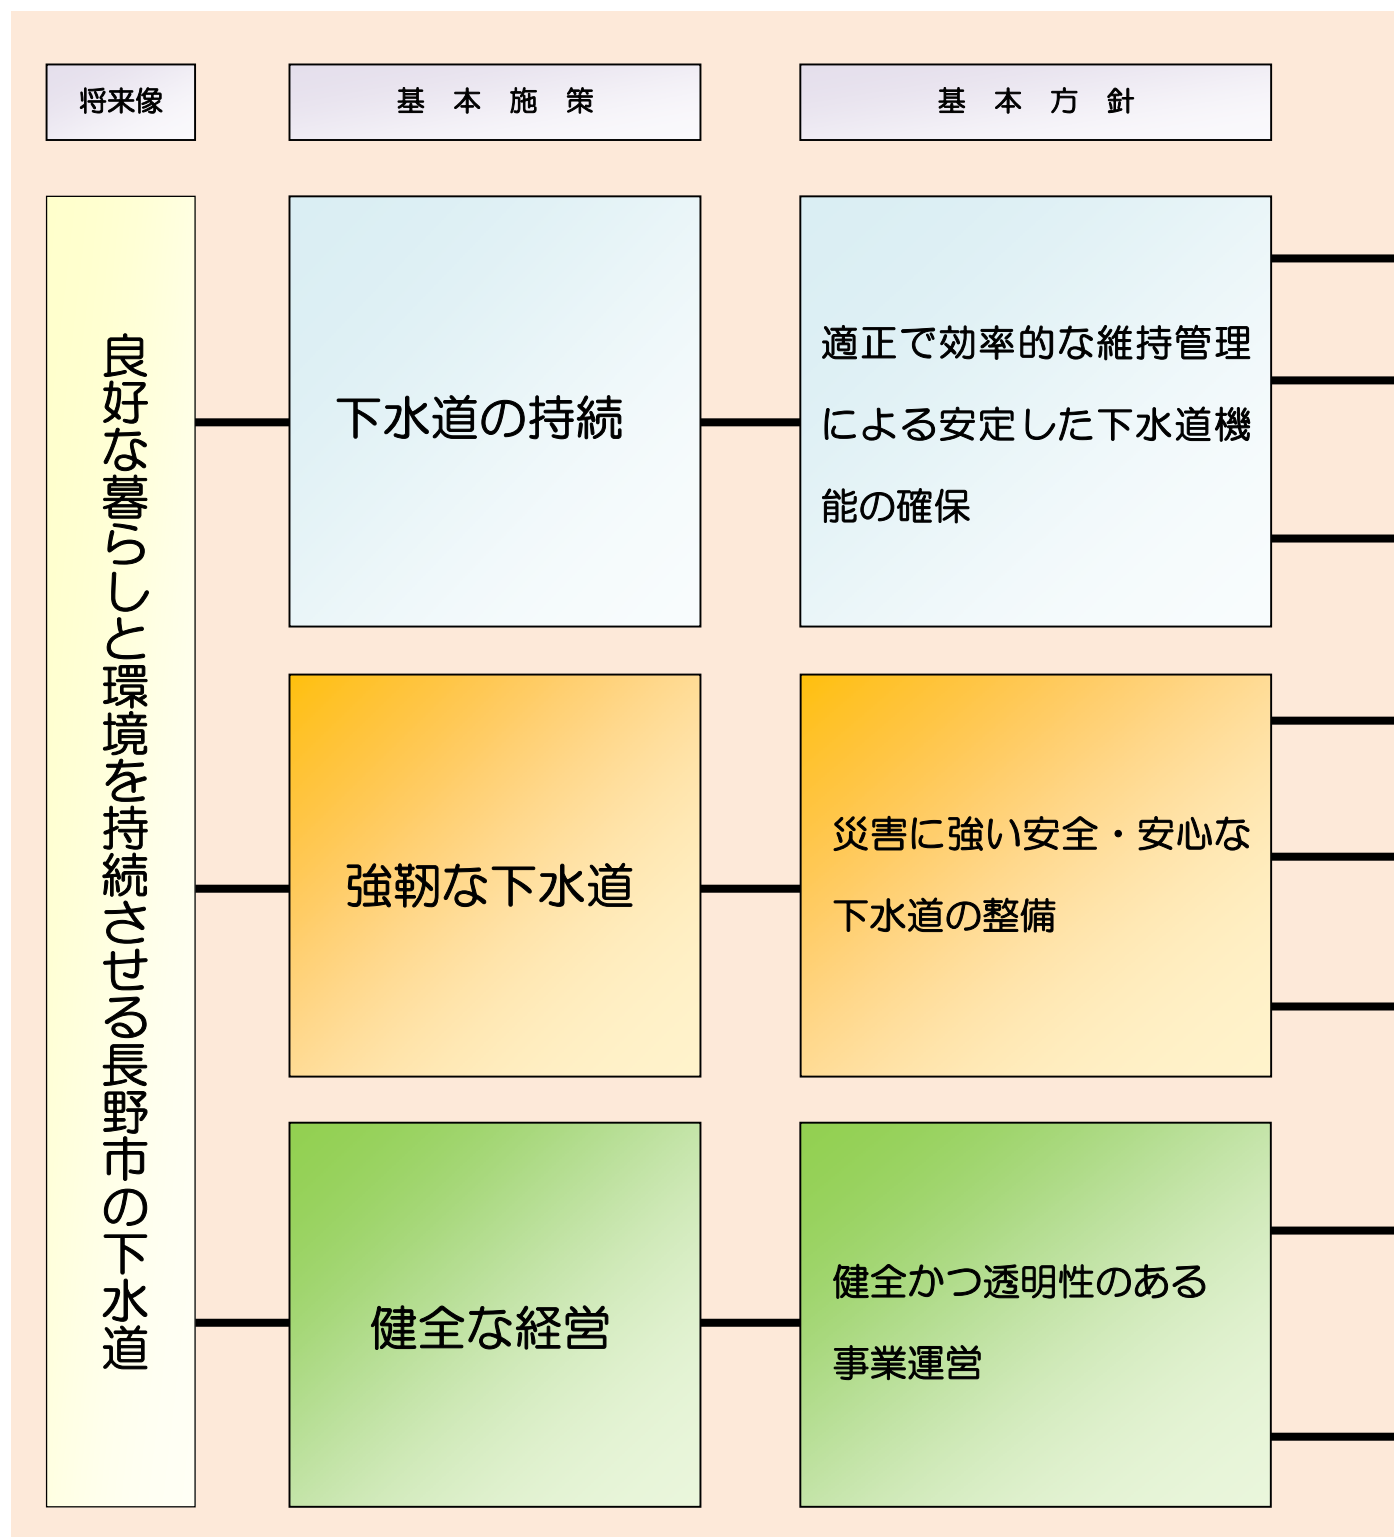 将来像
基本施策
基本方針
良好な暮らしと環境を持続させる長野市の下水道
下水道の持続
適正で効率的な維持管理
による安定した下水道機
能の確保
強靭な下水道
災害に強い安全・安心な
下水道の整備
健全な経営
健全かつ透明性のある
事業運営